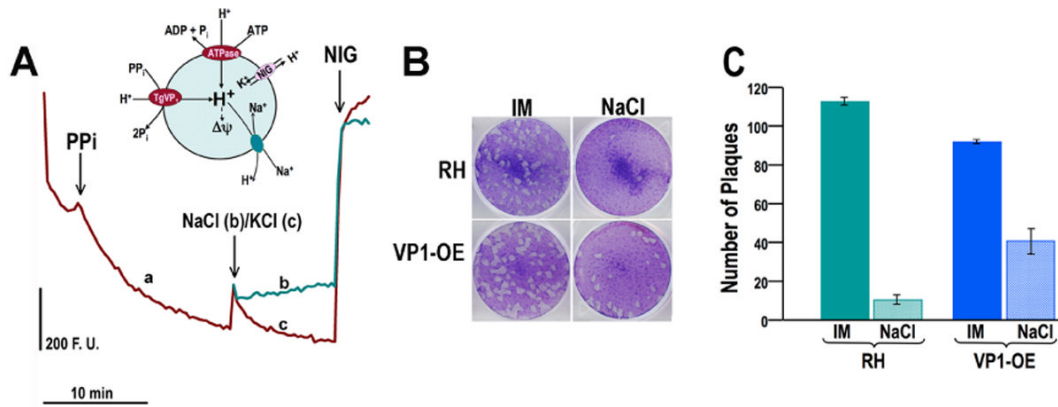 A
H⁺
ADP + Pᵢ
ATP
ATPase
PPᵢ
K⁺
NIG
H⁺
H⁺
TgVP₁
H⁺
Δψ
Na⁺
2Pᵢ
H⁺
Na⁺
NIG
PPi
NaCl (b)/KCl (c)
a
b
c
200 F. U.
10 min
B
IM
NaCl
RH
VP1-OE
C
Number of Plaques
120
100
80
60
40
20
0
IM
NaCl
IM
NaCl
RH
VP1-OE